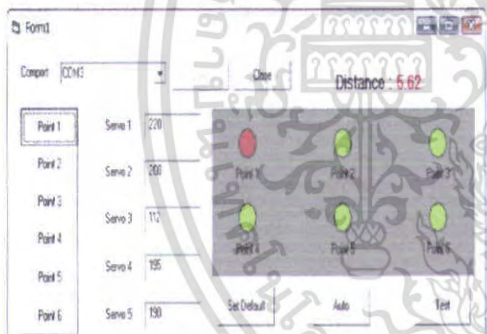 Form1
Comport COM3 Close Distance : 6.62
Point 1 Servo 1 220
Point 2 Servo 2 200
Point 3 Servo 3 112
Point 4 Servo 4 195
Point 5 Servo 5 190
Point 6
Point 1 Point 2 Point 3
Point 4 Point 5 Point 6
Set Default Auto Test